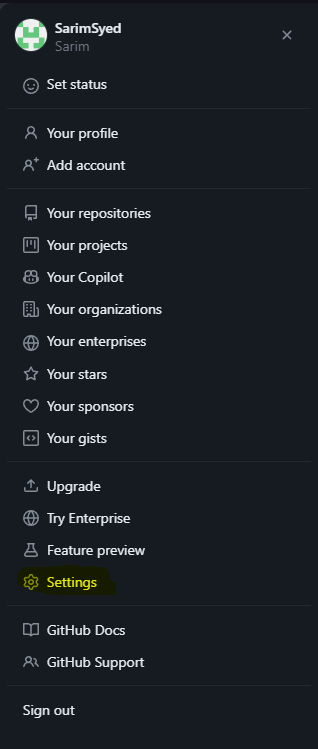 SarimSyed
Sarim
Set status
Your profile
Add account
Your repositories
Your projects
Your Copilot
Your organizations
Your enterprises
Your stars
Your sponsors
Your gists
Upgrade
Try Enterprise
Feature preview
Settings
GitHub Docs
GitHub Support
Sign out